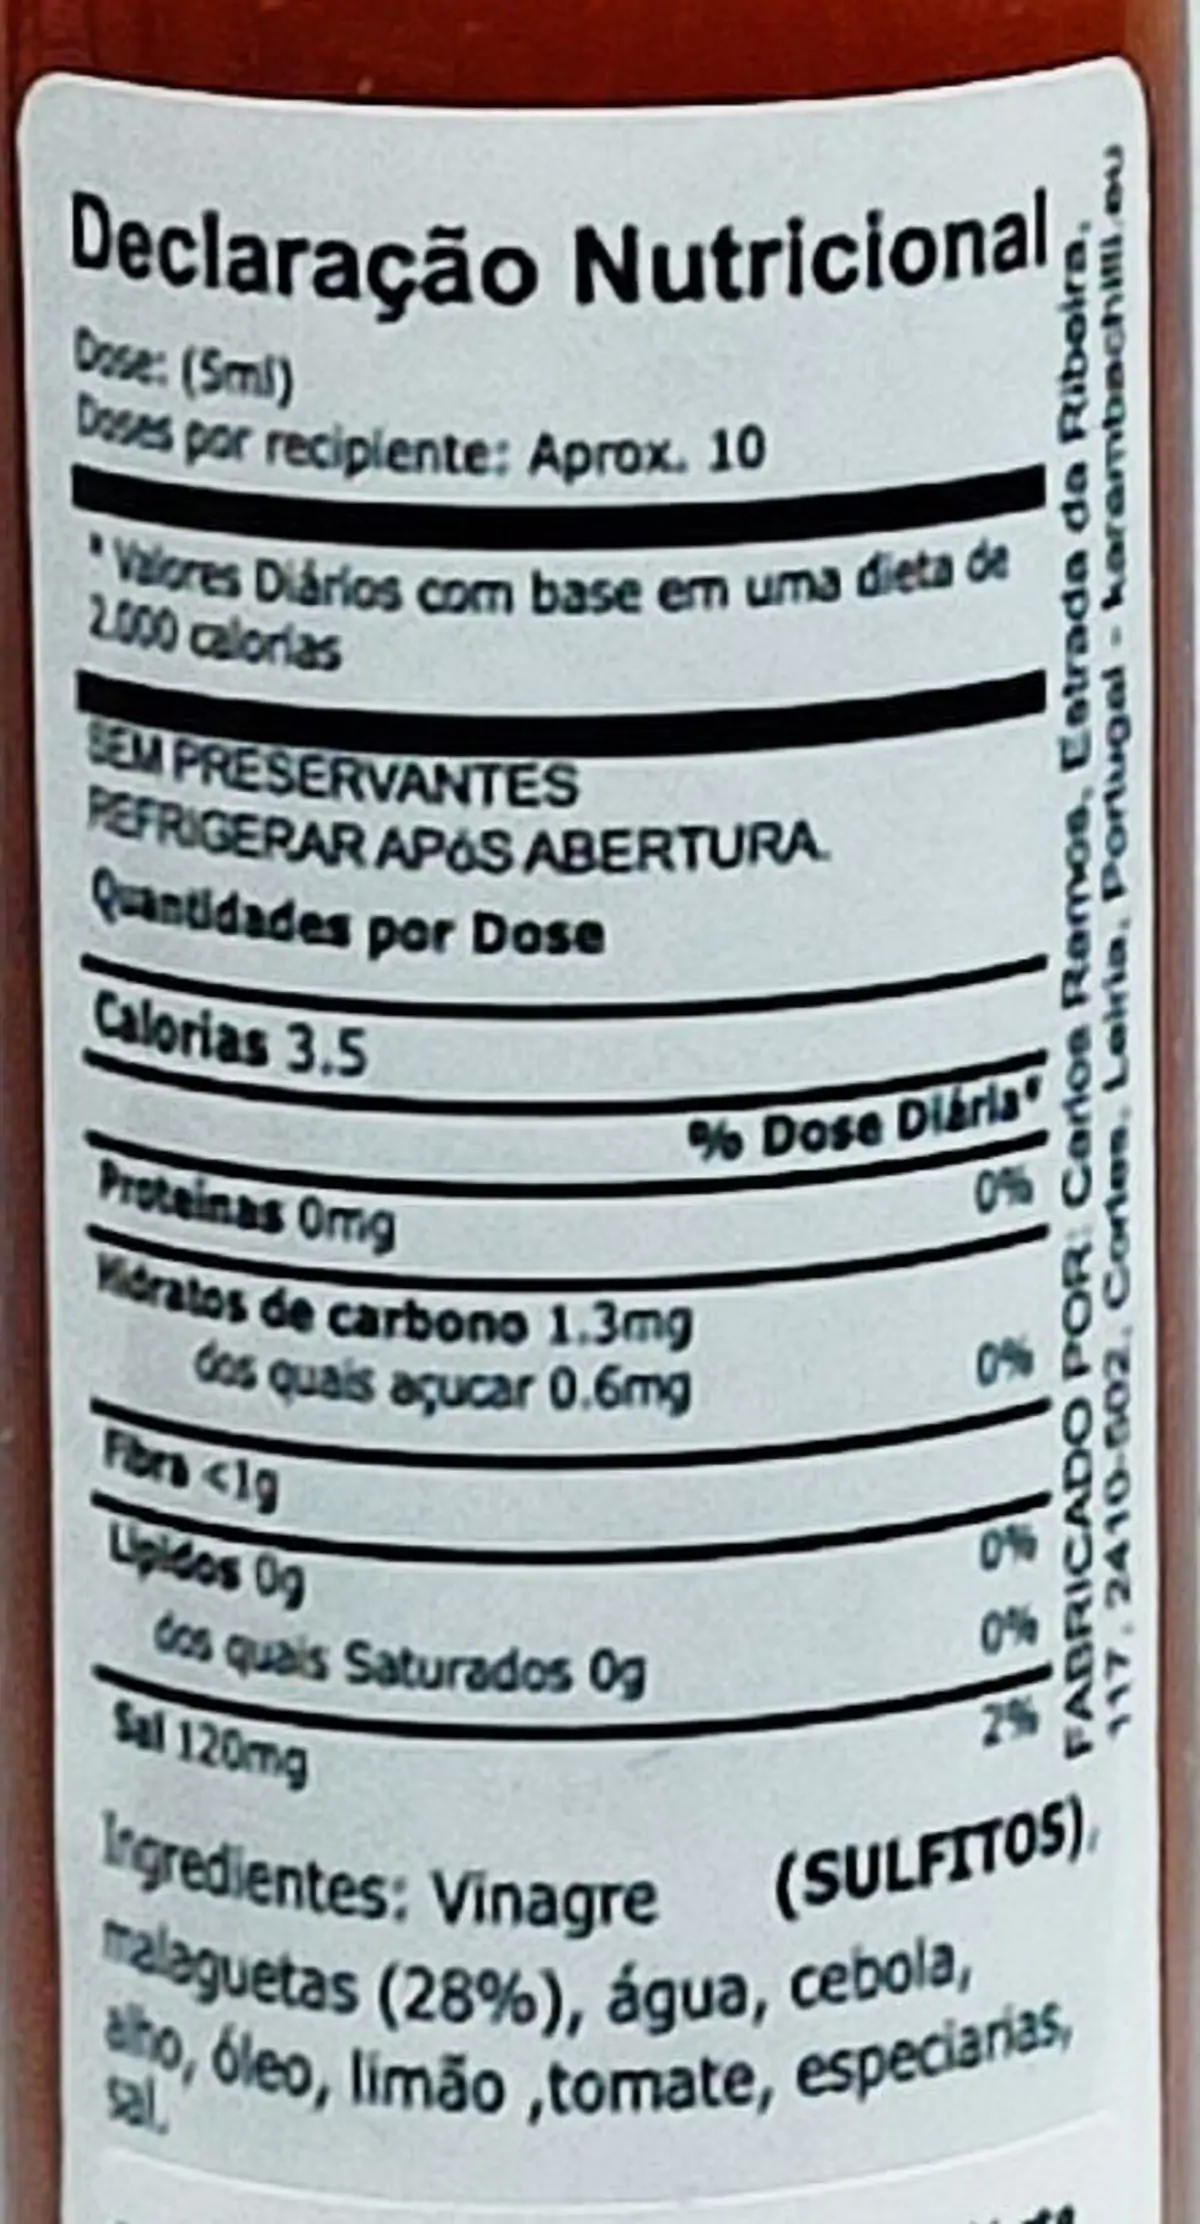 Declaração Nutricional
Dose: (5ml)
Doses por recipiente: Aprox. 10
* Valores Diários com base em uma dieta de
2.000 calorias
SEM PRESERVANTES
REFRIGERAR APóS ABERTURA.
Quantidades por Dose
Calorias 3.5
% Dose Diária*
Proteinas 0mg 0%
Hidratos de carbono 1.3mg
dos quais açucar 0.6mg 0%
Fibra <1g
Lipidos 0g 0%
dos quais Saturados 0g 0%
Sal 120mg 2%
Ingredientes: Vinagre (SULFITOS),
malaguetas (28%), água, cebola,
alho, óleo, limão ,tomate, especiarias,
sal.
FABRICADO POR: Carlos Ramos, Estrada da Ribeira,
117, 2410-502, Cortes, Leiria, Portugal - karambachilli.eu